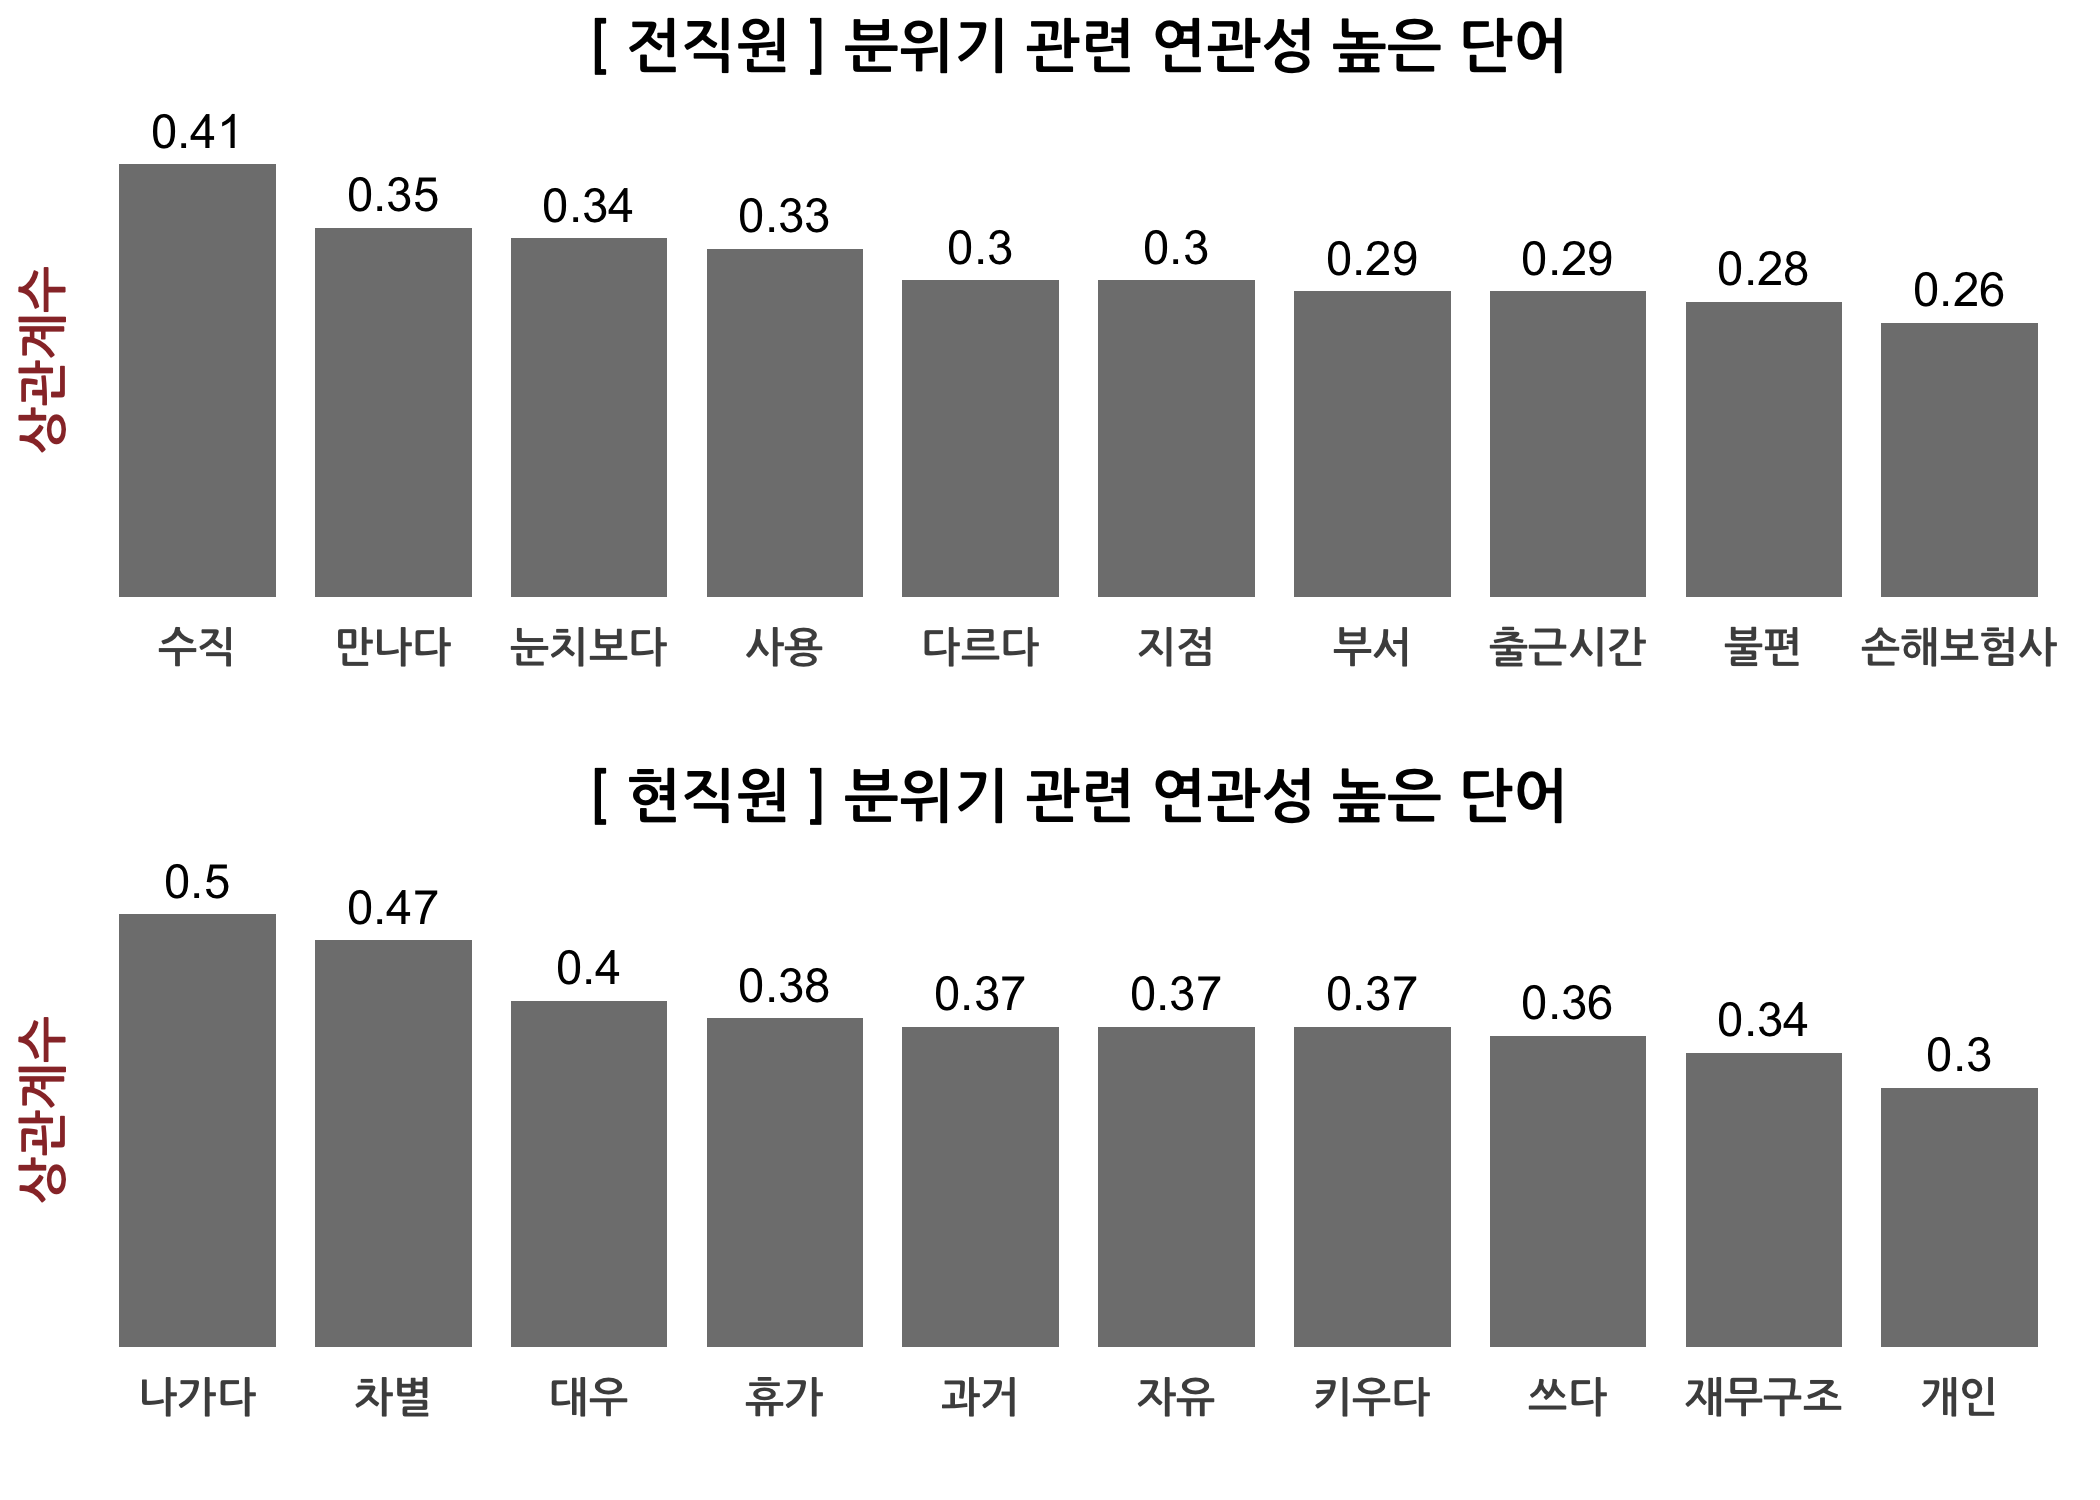 [ 전직원 ] 분위기 관련 연관성 높은 단어
상관계수
0.41 0.35 0.34 0.33 0.3 0.3 0.29 0.29 0.28 0.26
수직 만나다 눈치보다 사용 다르다 지점 부서 출근시간 불편 손해보험사
[ 현직원 ] 분위기 관련 연관성 높은 단어
상관계수
0.5 0.47 0.4 0.38 0.37 0.37 0.37 0.36 0.34 0.3
나가다 차별 대우 휴가 과거 자유 키우다 쓰다 재무구조 개인